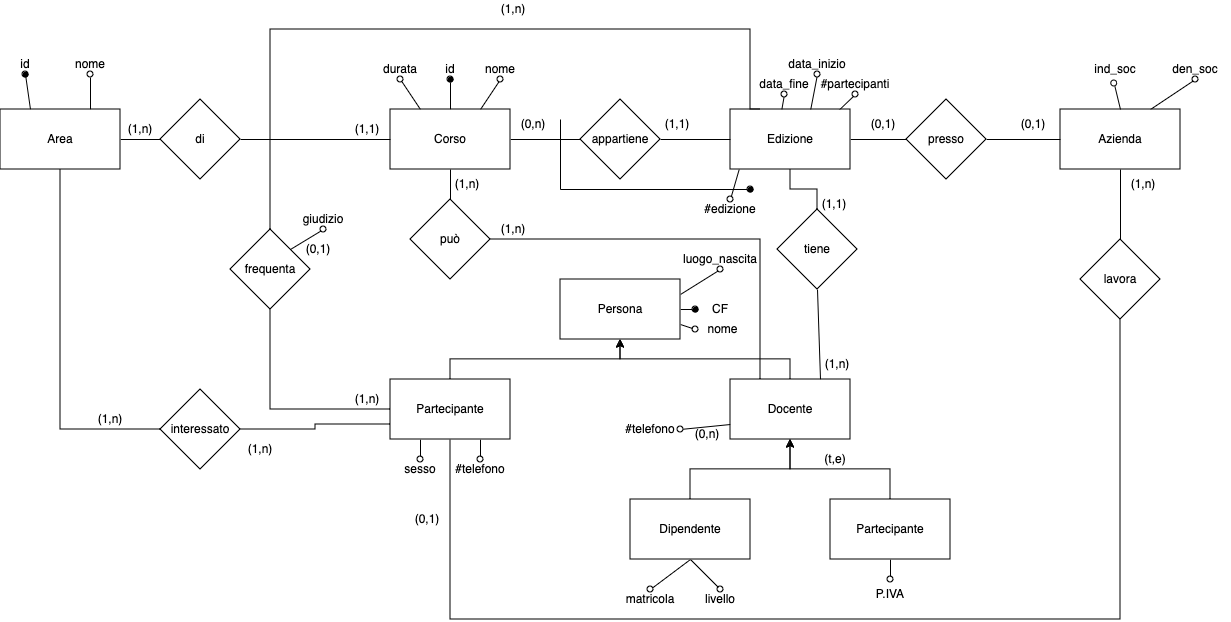 (1,n)
id
nome
durata
id
nome
data_inizio
data_fine
#partecipanti
ind_soc
den_soc
Area
(1,n)
di
(1,1)
Corso
(0,n)
appartiene
(1,1)
Edizione
(0,1)
presso
(0,1)
Azienda
(1,n)
(1,n)
#edizione
(1,1)
giudizio
(0,1)
può
(1,n)
tiene
frequenta
luogo_nascita
lavora
Persona
CF
nome
(1,n)
(1,n)
Partecipante
Docente
(1,n)
interessato
(1,n)
#telefono
(0,n)
sesso
#telefono
(t,e)
(0,1)
Dipendente
Partecipante
matricola
livello
P.IVA